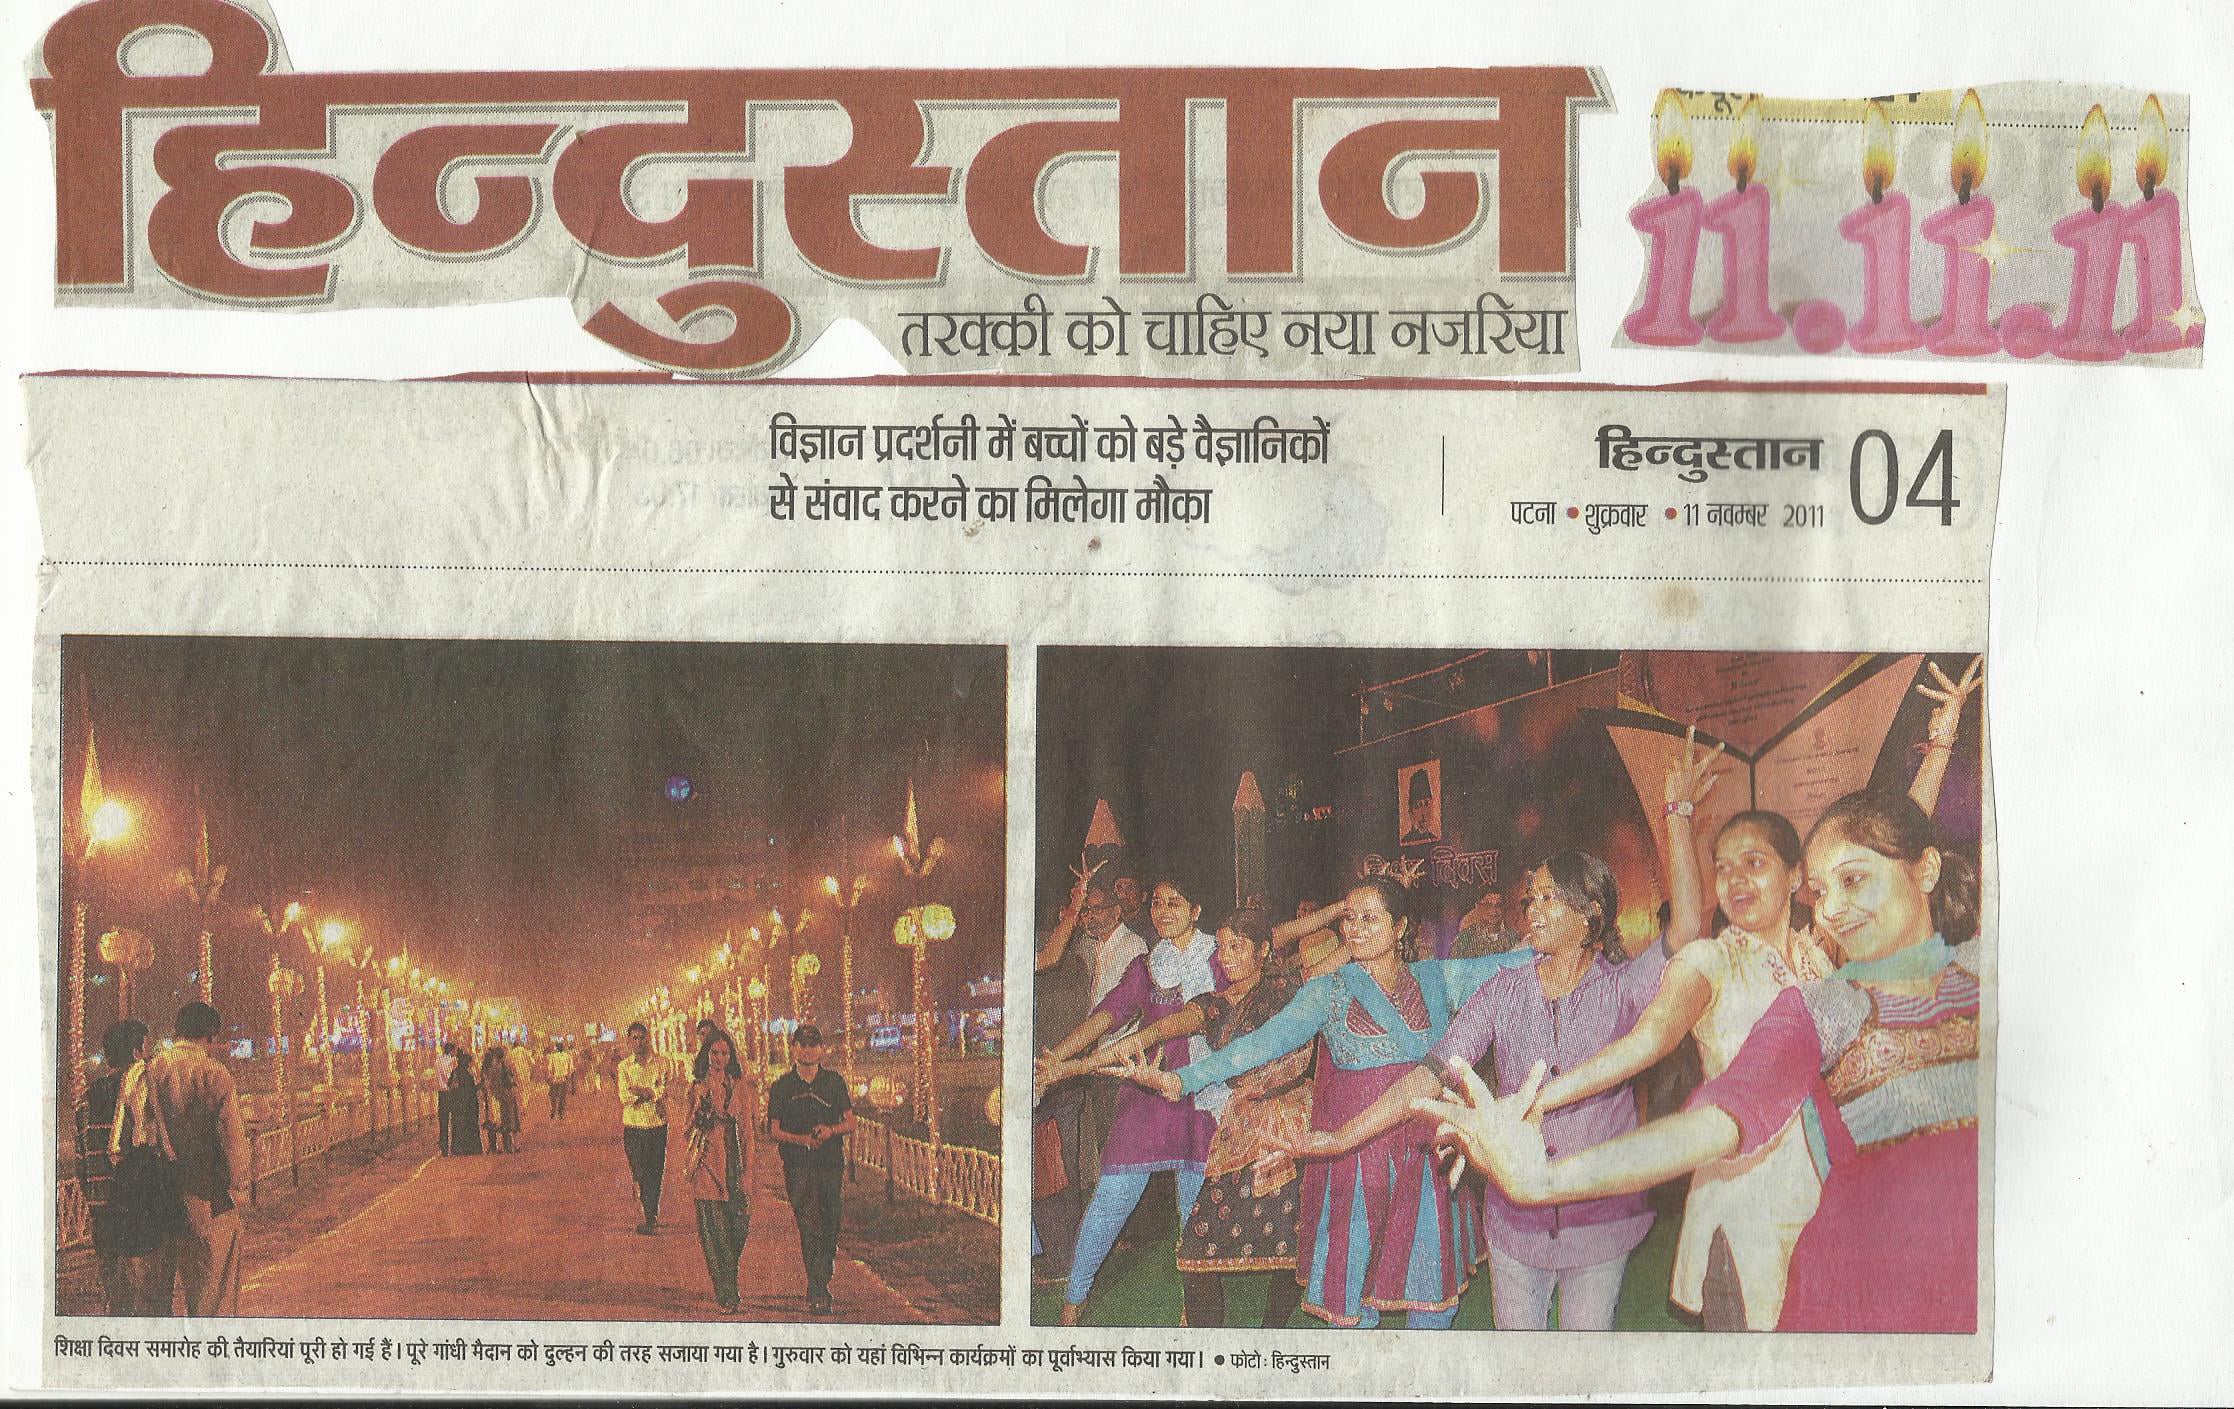 हिन्दुस्तान
तरक्की को चाहिए नया नजरिया
11.11.11
विज्ञान प्रदर्शनी में बच्चों को बड़े वैज्ञानिकों
से संवाद करने का मिलेगा मौका
हिन्दुस्तान 04
पटना • शुक्रवार • 11 नवम्बर 2011
दिवस
शिक्षा दिवस समारोह की तैयारियां पूरी हो गई हैं। पूरे गांधी मैदान को दुल्हन की तरह सजाया गया है। गुरुवार को यहां विभिन्न कार्यक्रमों का पूर्वाभ्यास किया गया। • फोटो: हिन्दुस्तान